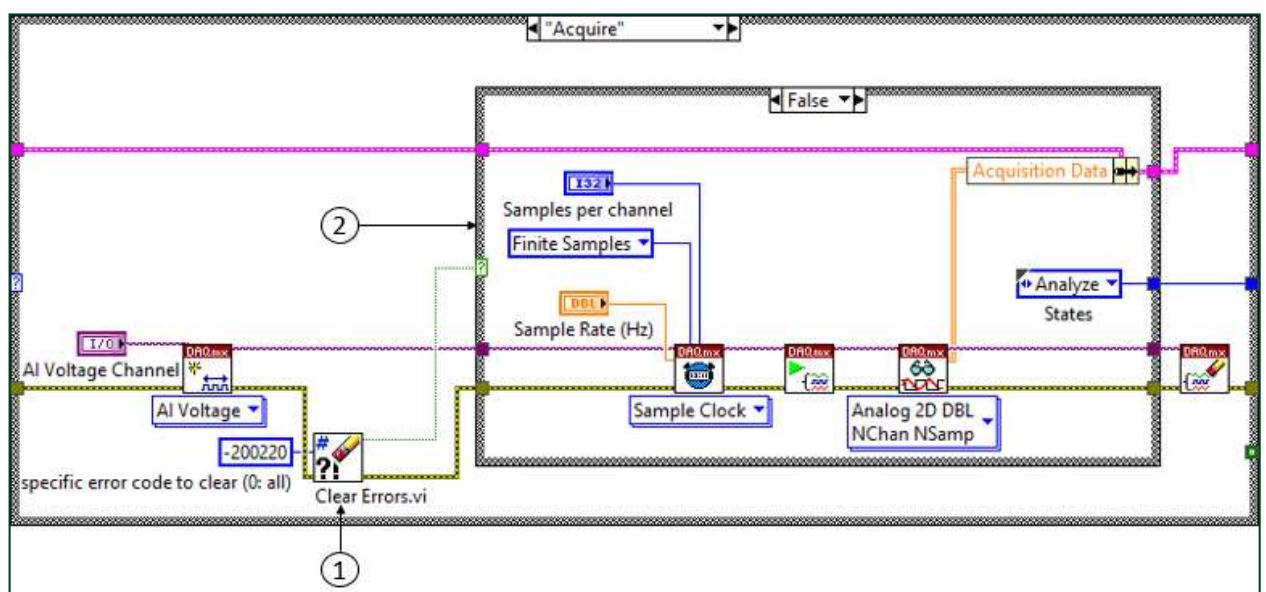 "Acquire"
False
Acquisition Data
I32
Samples per channel
Finite Samples
2
?
?
Analyze
States
DBL
Sample Rate (Hz)
I/O
AI Voltage Channel
DAQmx
DAQmx
DAQmx
DAQmx
DAQmx
AI Voltage
Sample Clock
Analog 2D DBL
NChan NSamp
-200220
#
?!
specific error code to clear (0: all)
Clear Errors.vi
1